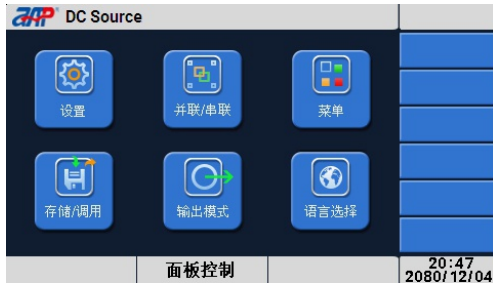 AAP DC Source
设置
并联/串联
菜单
存储/调用
输出模式
语言选择
面板控制
20:47
2080/12/04